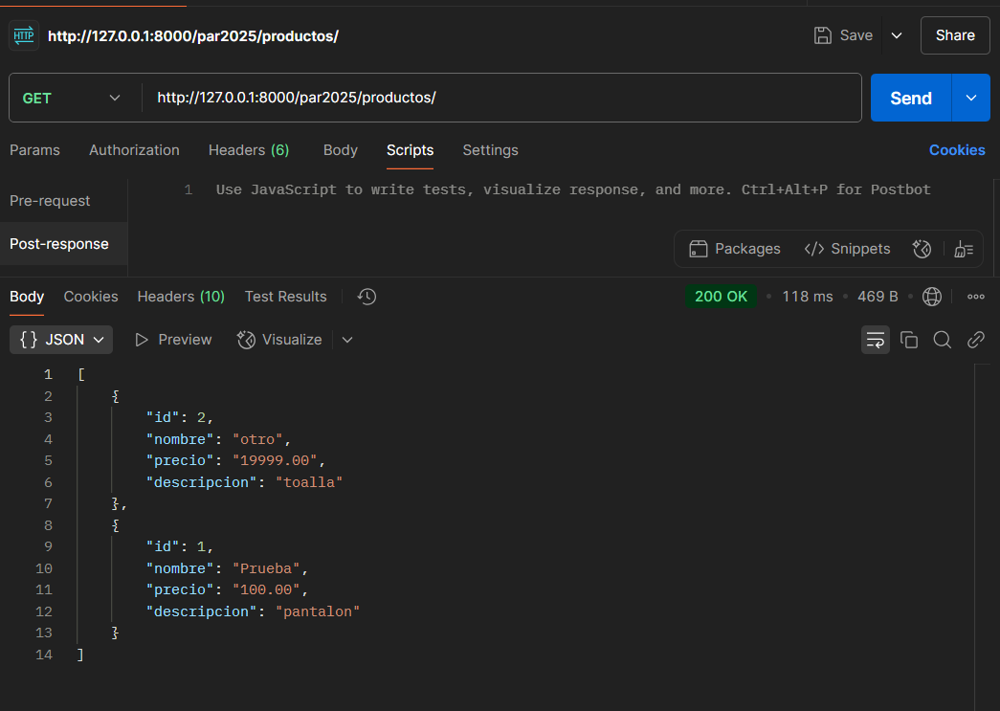 HTTP http://127.0.0.1:8000/par2025/productos/ Save Share
GET http://127.0.0.1:8000/par2025/productos/ Send
Params Authorization Headers (6) Body Scripts Settings Cookies
Pre-request
1 Use JavaScript to write tests, visualize response, and more. Ctrl+Alt+P for Postbot
Post-response
Packages </> Snippets
Body Cookies Headers (10) Test Results 200 OK • 118 ms • 469 B •
{} JSON Preview Visualize
1 [
2 {
3 "id": 2,
4 "nombre": "otro",
5 "precio": "19999.00",
6 "descripcion": "toalla"
7 },
8 {
9 "id": 1,
10 "nombre": "Prueba",
11 "precio": "100.00",
12 "descripcion": "pantalon"
13 }
14 ]